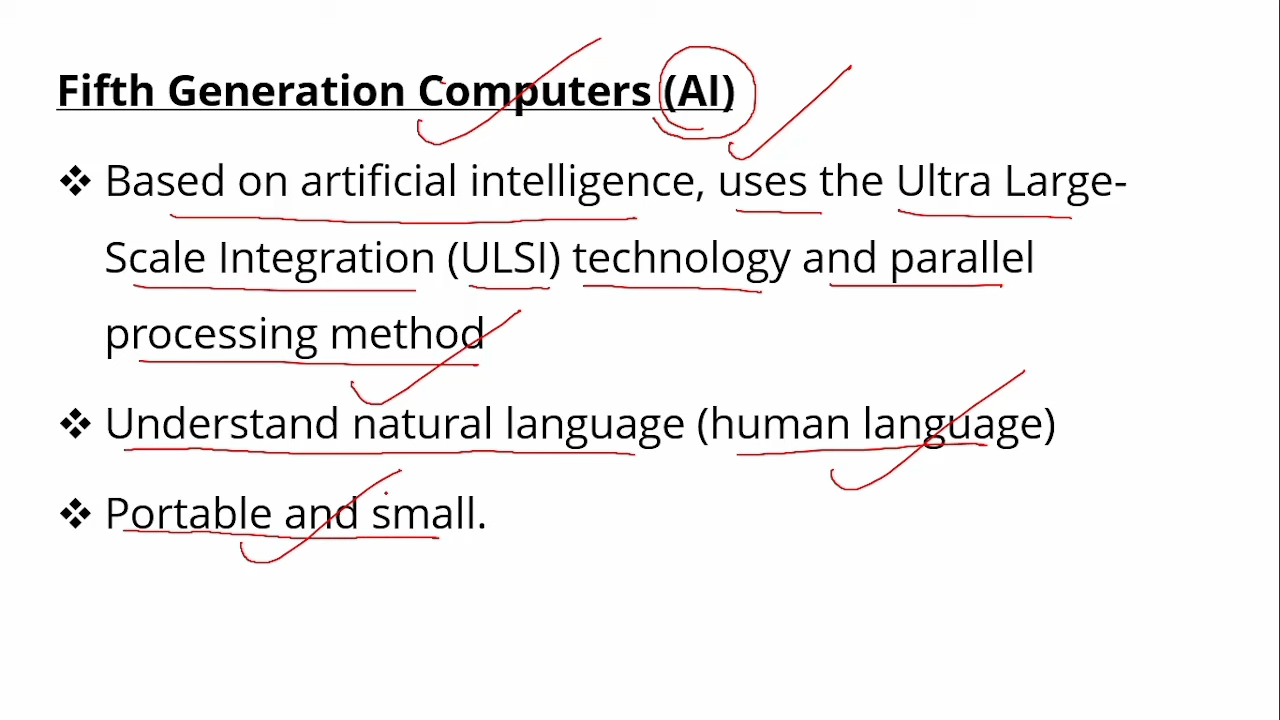 Fifth Generation Computers (AI)
❖ Based on artificial intelligence, uses the Ultra Large-
Scale Integration (ULSI) technology and parallel
processing method
❖ Understand natural language (human language)
❖ Portable and small.